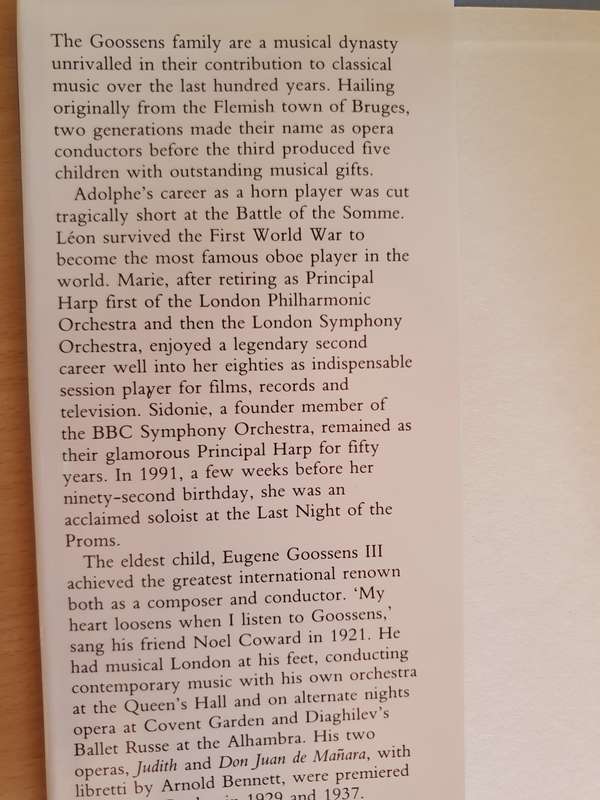 The Goossens family are a musical dynasty
unrivalled in their contribution to classical
music over the last hundred years. Hailing
originally from the Flemish town of Bruges,
two generations made their name as opera
conductors before the third produced five
children with outstanding musical gifts.
Adolphe's career as a horn player was cut
tragically short at the Battle of the Somme.
Léon survived the First World War to
become the most famous oboe player in the
world. Marie, after retiring as Principal
Harp first of the London Philharmonic
Orchestra and then the London Symphony
Orchestra, enjoyed a legendary second
career well into her eighties as indispensable
session player for films, records and
television. Sidonie, a founder member of
the BBC Symphony Orchestra, remained as
their glamorous Principal Harp for fifty
years. In 1991, a few weeks before her
ninety-second birthday, she was an
acclaimed soloist at the Last Night of the
Proms.
The eldest child, Eugene Goossens III
achieved the greatest international renown
both as a composer and conductor. ‘My
heart loosens when I listen to Goossens,’
sang his friend Noel Coward in 1921. He
had musical London at his feet, conducting
contemporary music with his own orchestra
at the Queen's Hall and on alternate nights
opera at Covent Garden and Diaghilev's
Ballet Russe at the Alhambra. His two
operas, Judith and Don Juan de Mañara, with
libretti by Arnold Bennett, were premiered
in 1929 and 1937.